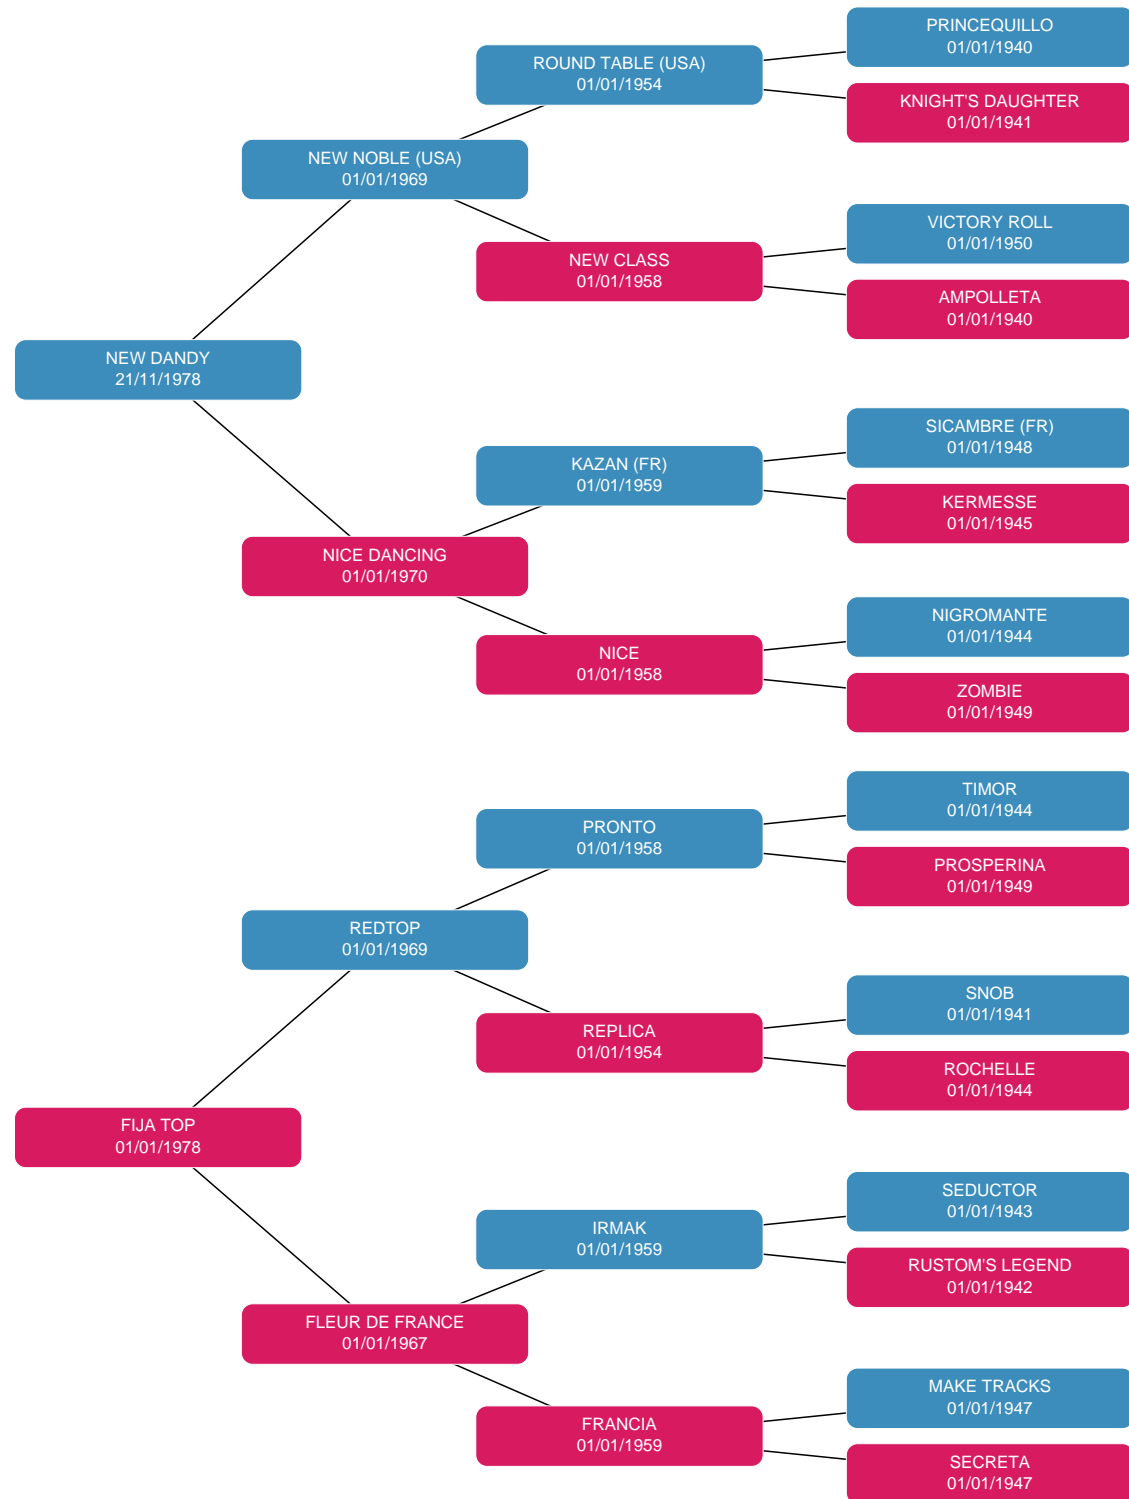 PRINCEQUILLO
01/01/1940
ROUND TABLE (USA)
01/01/1954
KNIGHT'S DAUGHTER
01/01/1941
NEW NOBLE (USA)
01/01/1969
VICTORY ROLL
01/01/1950
NEW CLASS
01/01/1958
AMPOLLETA
01/01/1940
NEW DANDY
21/11/1978
SICAMBRE (FR)
01/01/1948
KAZAN (FR)
01/01/1959
KERMESSE
01/01/1945
NICE DANCING
01/01/1970
NIGROMANTE
01/01/1944
NICE
01/01/1958
ZOMBIE
01/01/1949
TIMOR
01/01/1944
PRONTO
01/01/1958
PROSPERINA
01/01/1949
REDTOP
01/01/1969
SNOB
01/01/1941
REPLICA
01/01/1954
ROCHELLE
01/01/1944
FIJA TOP
01/01/1978
SEDUCTOR
01/01/1943
IRMAK
01/01/1959
RUSTOM'S LEGEND
01/01/1942
FLEUR DE FRANCE
01/01/1967
MAKE TRACKS
01/01/1947
FRANCIA
01/01/1959
SECRETA
01/01/1947